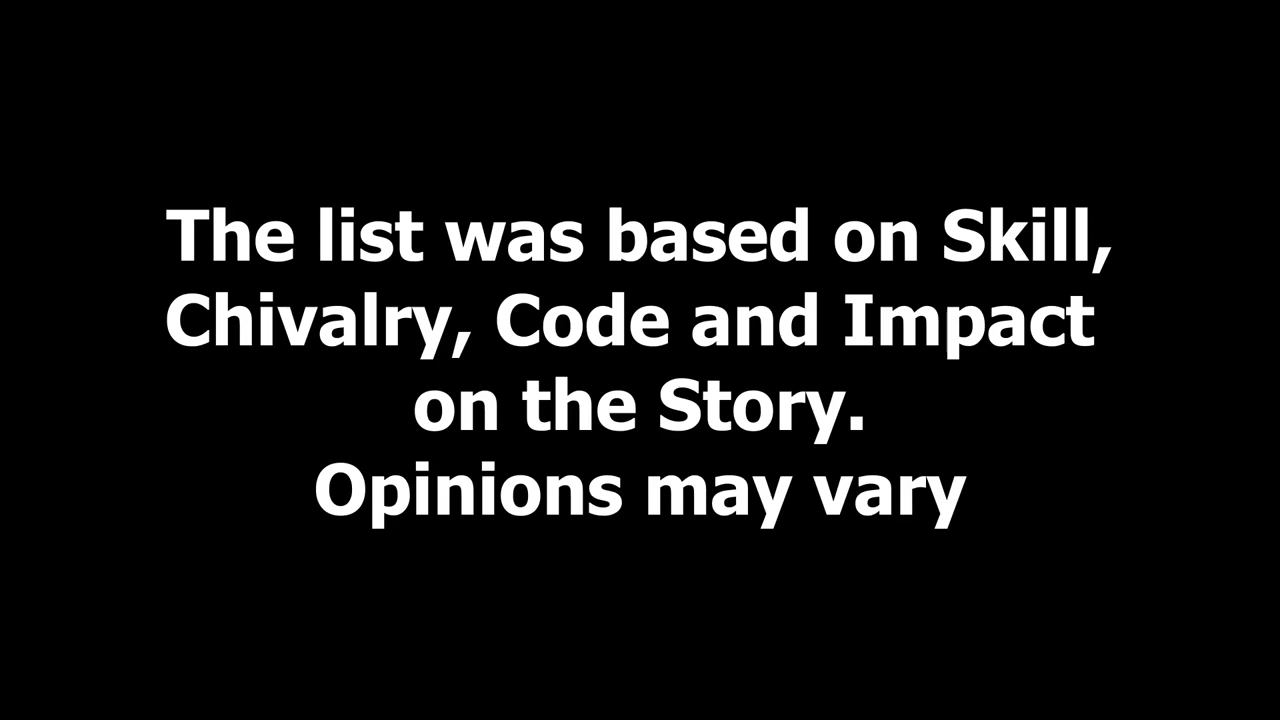 The list was based on Skill,
Chivalry, Code and Impact
on the Story.
Opinions may vary